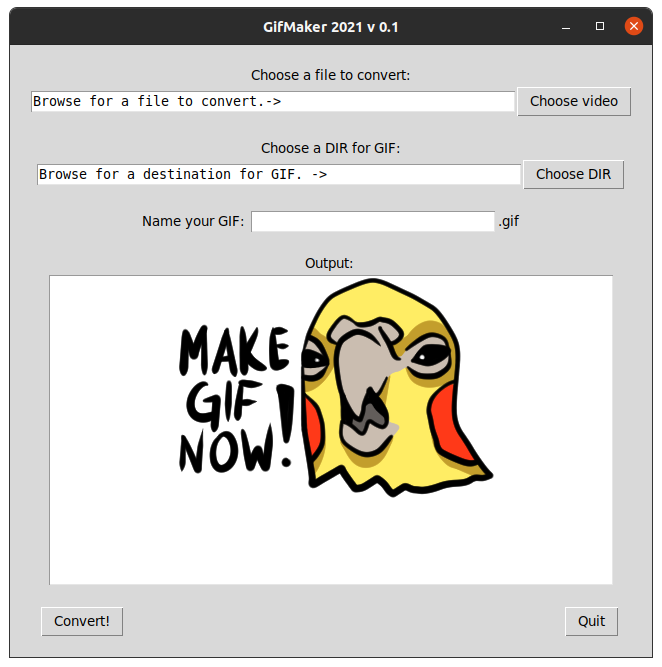 GifMaker 2021 v 0.1
Choose a file to convert:
Browse for a file to convert.-> Choose video
Choose a DIR for GIF:
Browse for a destination for GIF. -> Choose DIR
Name your GIF: .gif
Output:
MAKE
GIF
NOW!
Convert! Quit